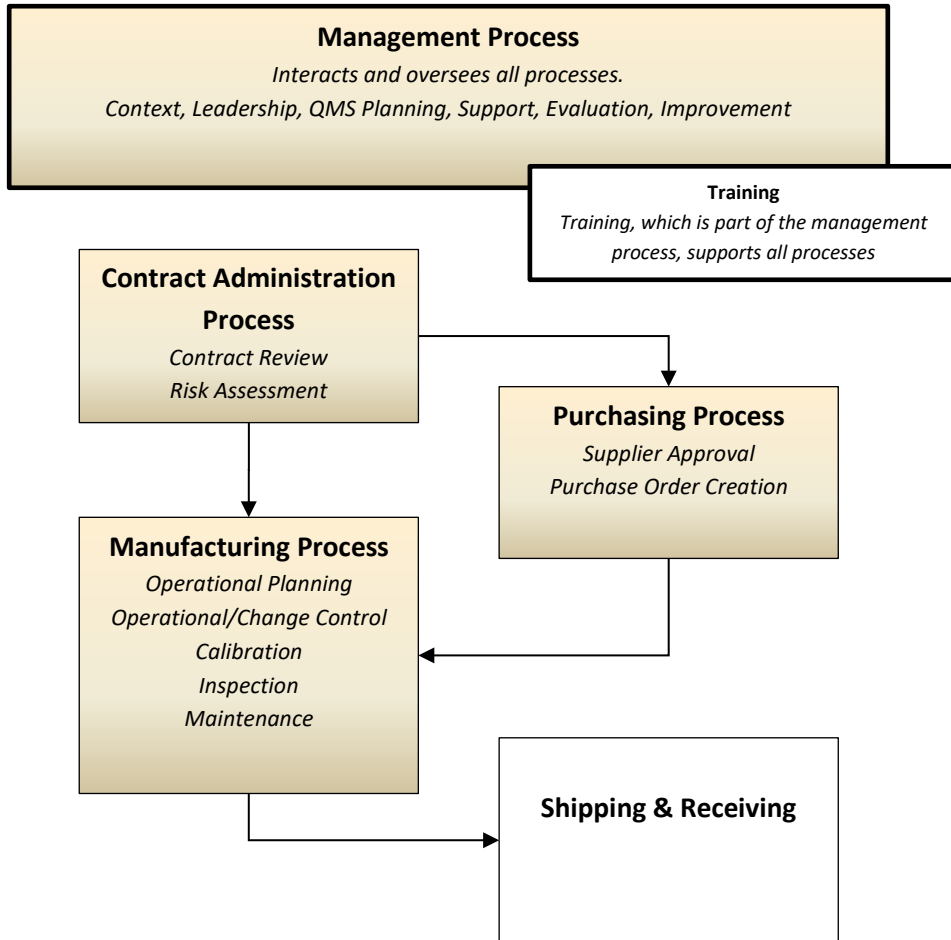 Management Process
Interacts and oversees all processes.
Context, Leadership, QMS Planning, Support, Evaluation, Improvement
Training
Training, which is part of the management
process, supports all processes
Contract Administration
Process
Contract Review
Risk Assessment
Purchasing Process
Supplier Approval
Purchase Order Creation
Manufacturing Process
Operational Planning
Operational/Change Control
Calibration
Inspection
Maintenance
Shipping & Receiving